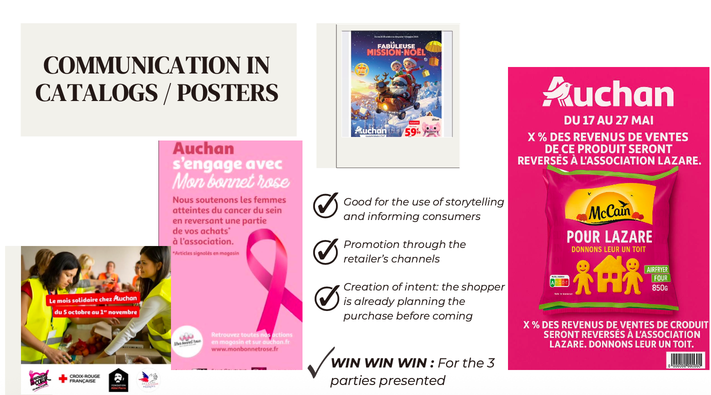 COMMUNICATION IN
CATALOGS / POSTERS
FABULEUSE
MISSION-NOËL
Auchan
59
Auchan
s'engage avec
Mon bonnet rose
Nous soutenons les femmes
atteintes du cancer du sein
en reversant une partie
de vos achats*
à l'association.
*Articles signalés en magasin
Retrouvez toutes nos actions
en magasin et sur auchan.fr
www.monbonnetrose.fr
Le mois solidaire chez Auchan
du 5 octobre au 1er novembre
CROIX-ROUGE
FRANÇAISE
Good for the use of storytelling
and informing consumers
Promotion through the
retailer's channels
Creation of intent: the shopper
is already planning the
purchase before coming
WIN WIN WIN : For the 3
parties presented
Auchan
DU 17 AU 27 MAI
X % DES REVENUS DE VENTES
DE CE PRODUIT SERONT
REVERSÉS À L'ASSOCIATION LAZARE.
McCain
POUR LAZARE
DONNONS LEUR UN TOIT
AIRFRYER
FOUR
850G
X % DES REVENUS DE VENTES DE CRODUIT
SERONT REVERSÉS À L'ASSOCIATION
LAZARE. DONNONS LEUR UN TOIT.